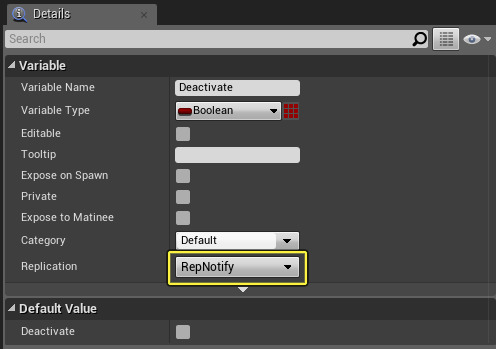 Details
Search
Variable
Variable Name Deactivate
Variable Type Boolean
Editable
Tooltip
Expose on Spawn
Private
Expose to Matinee
Category Default
Replication RepNotify
Default Value
Deactivate